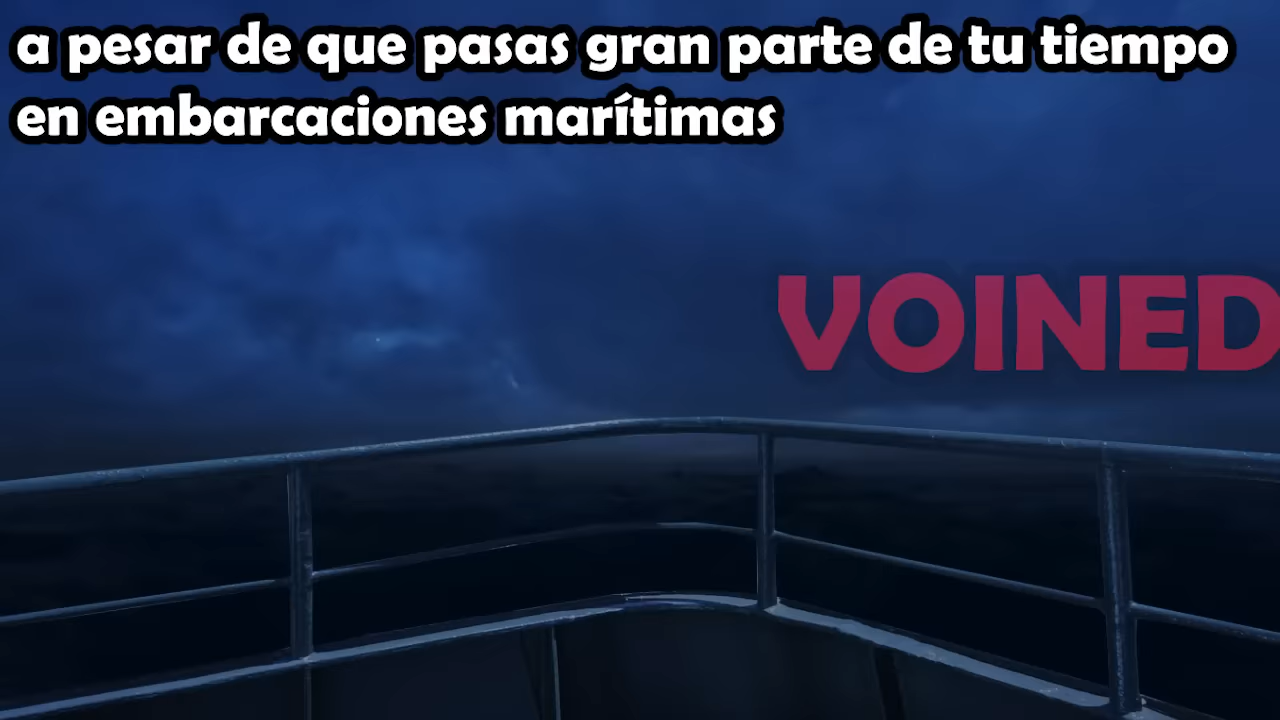 a pesar de que pasas gran parte de tu tiempo
en embarcaciones marítimas
VOINED